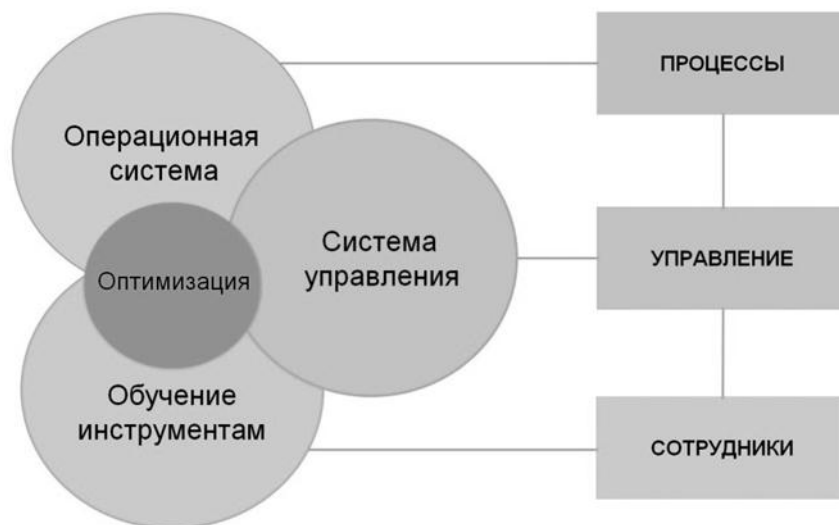 ПРОЦЕССЫ
Операционная
система
Система
управления
УПРАВЛЕНИЕ
Оптимизация
Обучение
инструментам
СОТРУДНИКИ